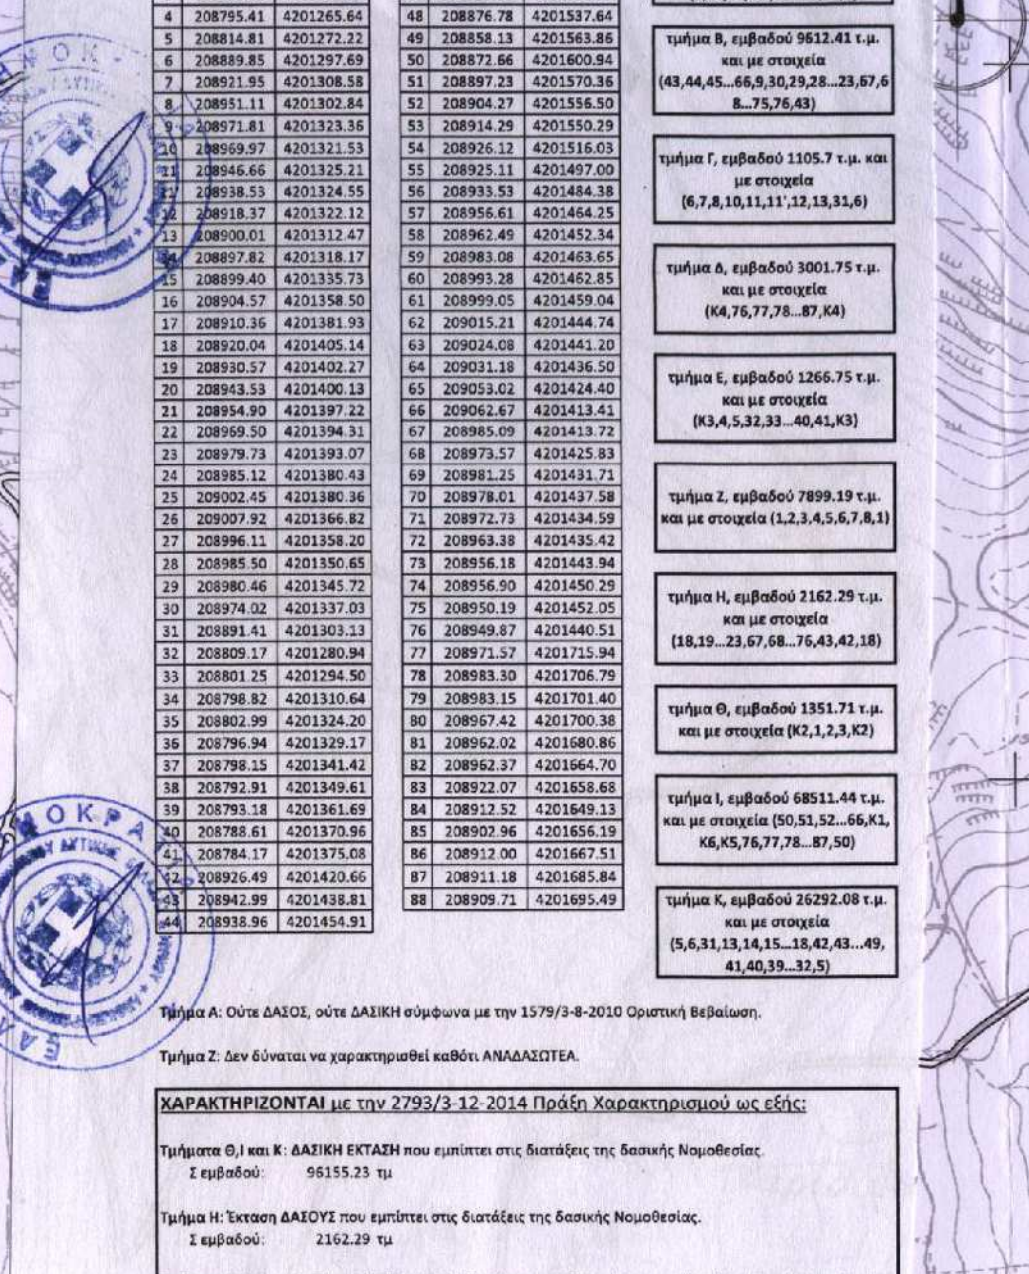 4 208795.41 4201265.64
5 208814.81 4201272.22
6 208889.85 4201297.69
7 208921.95 4201308.58
8 208951.11 4201302.84
9 208971.81 4201323.36
10 208969.97 4201321.53
11 208946.66 4201325.21
11' 208938.53 4201324.55
12 208918.37 4201322.12
13 208900.01 4201312.47
14 208897.82 4201318.17
15 208899.40 4201335.73
16 208904.57 4201358.50
17 208910.36 4201381.93
18 208920.04 4201405.14
19 208930.57 4201402.27
20 208943.53 4201400.13
21 208954.90 4201397.22
22 208969.50 4201394.31
23 208979.73 4201393.07
24 208985.12 4201380.43
25 209002.45 4201380.36
26 209007.92 4201366.82
27 208996.11 4201358.20
28 208985.50 4201350.65
29 208980.46 4201345.72
30 208974.02 4201337.03
31 208891.41 4201303.13
32 208809.17 4201280.94
33 208801.25 4201294.50
34 208798.82 4201310.64
35 208802.99 4201324.20
36 208796.94 4201329.17
37 208798.15 4201341.42
38 208792.91 4201349.61
39 208793.18 4201361.69
40 208788.61 4201370.96
41 208784.17 4201375.08
42 208926.49 4201420.66
43 208942.99 4201438.81
44 208938.96 4201454.91
48 208876.78 4201537.64
49 208858.13 4201563.86
50 208872.66 4201600.94
51 208897.23 4201570.36
52 208904.27 4201556.50
53 208914.29 4201550.29
54 208926.12 4201516.03
55 208925.11 4201497.00
56 208933.53 4201484.38
57 208956.61 4201464.25
58 208962.49 4201452.34
59 208983.08 4201463.65
60 208993.28 4201462.85
61 208999.05 4201459.04
62 209015.21 4201444.74
63 209024.08 4201441.20
64 209031.18 4201436.50
65 209053.02 4201424.40
66 209062.67 4201413.41
67 208985.09 4201413.72
68 208973.57 4201425.83
69 208981.25 4201431.71
70 208978.01 4201437.58
71 208972.73 4201434.59
72 208963.38 4201435.42
73 208956.18 4201443.94
74 208956.90 4201450.29
75 208950.19 4201452.05
76 208949.87 4201440.51
77 208971.57 4201715.94
78 208983.30 4201706.79
79 208983.15 4201701.40
80 208967.42 4201700.38
81 208962.02 4201680.86
82 208962.37 4201664.70
83 208922.07 4201658.68
84 208912.52 4201649.13
85 208902.96 4201656.19
86 208912.00 4201667.51
87 208911.18 4201685.84
88 208909.71 4201695.49
τμήμα Β, εμβαδού 9612.41 τ.μ.
και με στοιχεία
(43,44,45...66,9,30,29,28...23,67,6
8...75,76,43)
τμήμα Γ, εμβαδού 1105.7 τ.μ. και
με στοιχεία
(6,7,8,10,11,11',12,13,31,6)
τμήμα Δ, εμβαδού 3001.75 τ.μ.
και με στοιχεία
(Κ4,76,77,78...87,Κ4)
τμήμα Ε, εμβαδού 1266.75 τ.μ.
και με στοιχεία
(Κ3,4,5,32,33...40,41,Κ3)
τμήμα Ζ, εμβαδού 7899.19 τ.μ.
και με στοιχεία (1,2,3,4,5,6,7,8,1)
τμήμα Η, εμβαδού 2162.29 τ.μ.
και με στοιχεία
(18,19...23,67,68...76,43,42,18)
τμήμα Θ, εμβαδού 1351.71 τ.μ.
και με στοιχεία (Κ2,1,2,3,Κ2)
τμήμα Ι, εμβαδού 68511.44 τ.μ.
και με στοιχεία (50,51,52...66,Κ1,
Κ6,Κ5,76,77,78...87,50)
τμήμα Κ, εμβαδού 26292.08 τ.μ.
και με στοιχεία
(5,6,31,13,14,15...18,42,43...49,
41,40,39...32,5)
Τμήμα Α: Ούτε ΔΑΣΟΣ, ούτε ΔΑΣΙΚΗ σύμφωνα με την 1579/3-8-2010 Οριστική Βεβαίωση.
Τμήμα Ζ: Δεν δύναται να χαρακτηρισθεί καθότι ΑΝΑΔΑΣΩΤΕΑ.
ΧΑΡΑΚΤΗΡΙΖΟΝΤΑΙ με την 2793/3-12-2014 Πράξη Χαρακτηρισμού ως εξής:
Τμήματα Θ,Ι και Κ: ΔΑΣΙΚΗ ΕΚΤΑΣΗ που εμπίπτει στις διατάξεις της δασικής Νομοθεσίας.
Σ εμβαδού: 96155.23 τμ
Τμήμα Η: Έκταση ΔΑΣΟΥΣ που εμπίπτει στις διατάξεις της δασικής Νομοθεσίας.
Σ εμβαδού: 2162.29 τμ